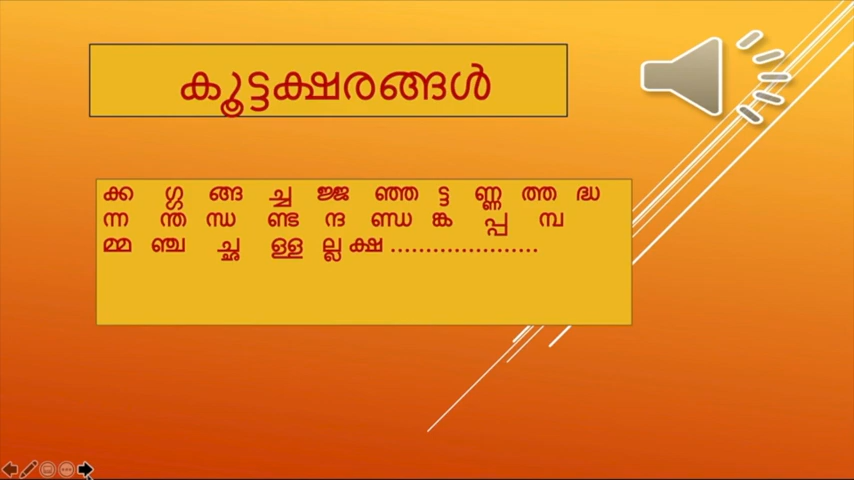 കൂട്ടക്ഷരങ്ങൾ
ക്ക ഗ്ഗ ങ്ങ ച്ച ജ്ജ ഞ്ഞ ട്ട ണ്ണ ത്ത ദ്ധ
ന്ന ന്ത ന്ധ ണ്ട ന്ദ ണ്ഡ ങ്ക പ്പ മ്പ
മ്മ ഞ്ച ച്ഛ ള്ള ല്ല ക്ഷ .....................